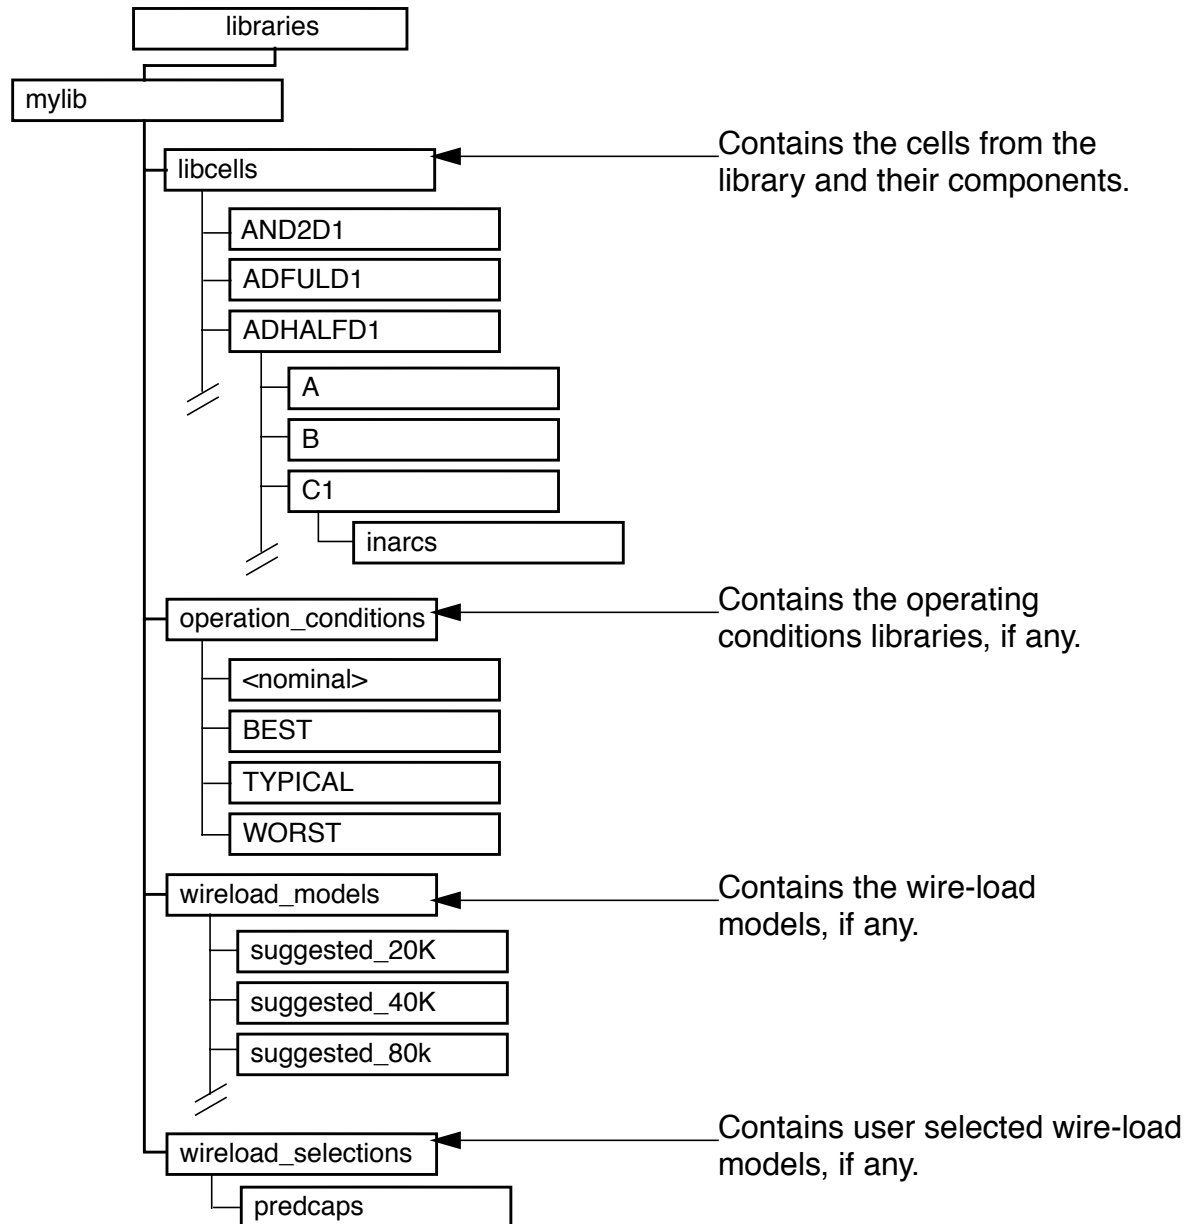 libraries
mylib
libcells
Contains the cells from the
library and their components.
AND2D1
ADFULD1
ADHALFD1
A
B
C1
inarcs
operation_conditions
Contains the operating
conditions libraries, if any.
<nominal>
BEST
TYPICAL
WORST
wireload_models
Contains the wire-load
models, if any.
suggested_20K
suggested_40K
suggested_80k
wireload_selections
Contains user selected wire-load
models, if any.
predcaps